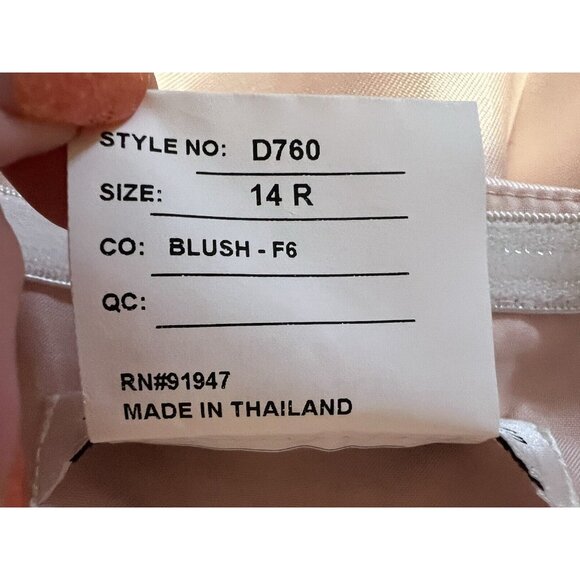 STYLE NO: D760
SIZE: 14 R
CO: BLUSH - F6
QC:
RN#91947
MADE IN THAILAND